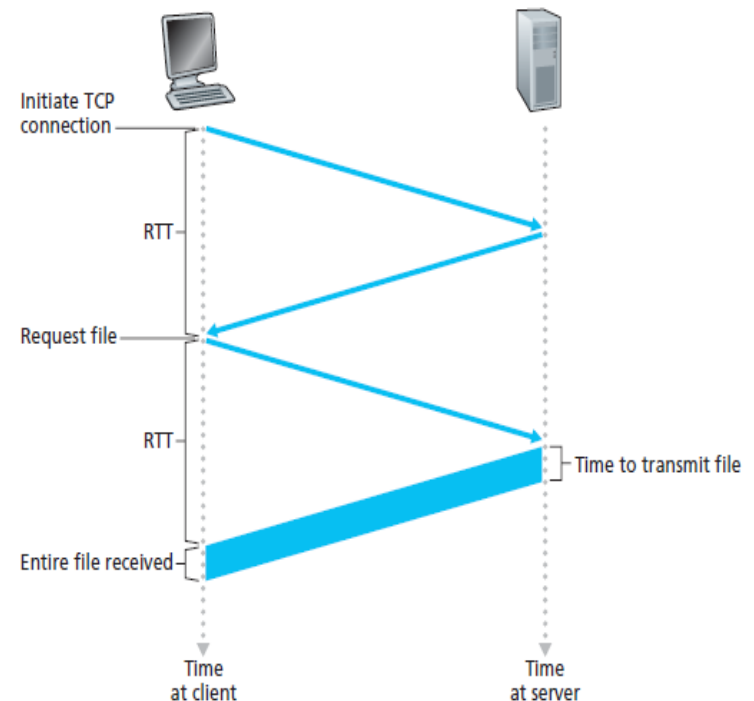 Initiate TCP
connection
RTT
Request file
RTT
Time to transmit file
Entire file received
Time
at client
Time
at server